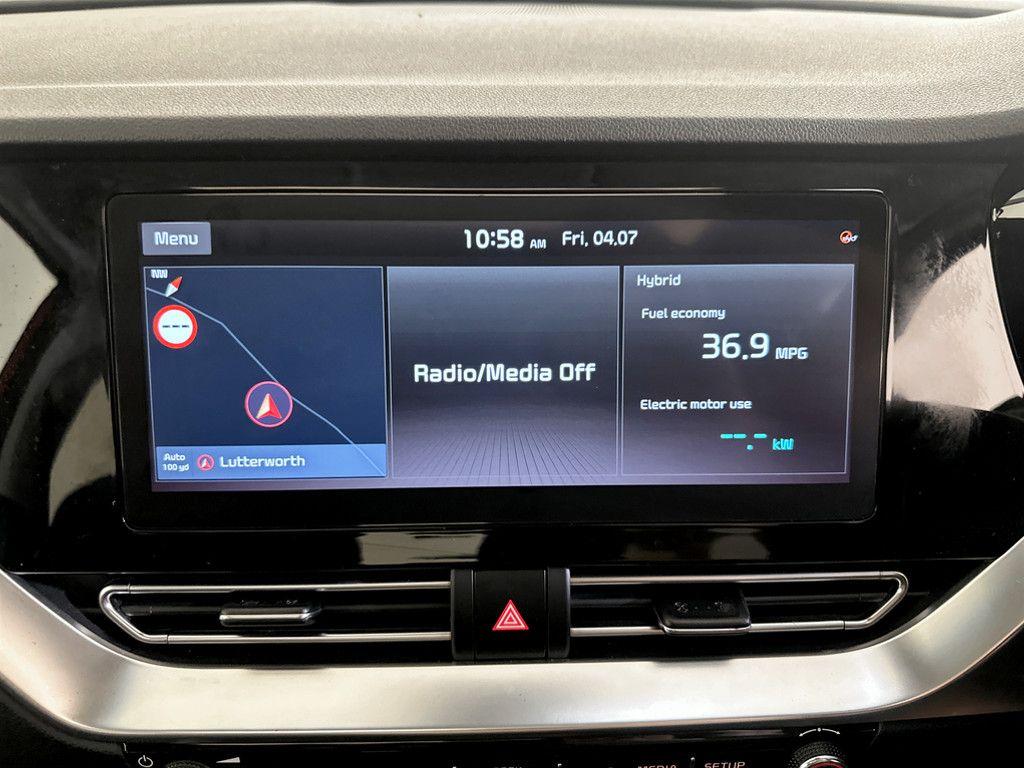 Menu
10:58 AM Fri, 04.07
NW
---
Auto
100 yd
Lutterworth
Radio/Media Off
Hybrid
Fuel economy
36.9 MPG
Electric motor use
--.- kW
MEDIA
SETUP